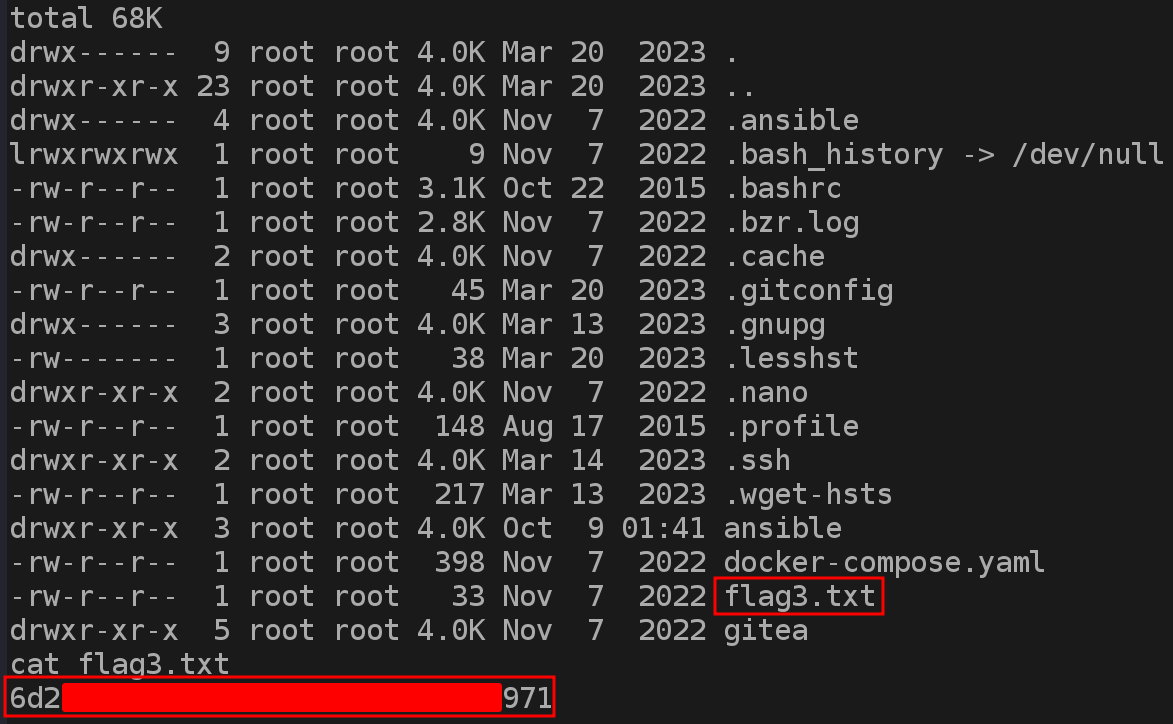 total 68K
drwx------  9 root root 4.0K Mar 20  2023 .
drwxr-xr-x 23 root root 4.0K Mar 20  2023 ..
drwx------  4 root root 4.0K Nov  7  2022 .ansible
lrwxrwxrwx  1 root root    9 Nov  7  2022 .bash_history -> /dev/null
-rw-r--r--  1 root root 3.1K Oct 22  2015 .bashrc
-rw-r--r--  1 root root 2.8K Nov  7  2022 .bzr.log
drwx------  2 root root 4.0K Nov  7  2022 .cache
-rw-r--r--  1 root root   45 Mar 20  2023 .gitconfig
drwx------  3 root root 4.0K Mar 13  2023 .gnupg
-rw-------  1 root root   38 Mar 20  2023 .lesshst
drwxr-xr-x  2 root root 4.0K Nov  7  2022 .nano
-rw-r--r--  1 root root  148 Aug 17  2015 .profile
drwxr-xr-x  2 root root 4.0K Mar 14  2023 .ssh
-rw-r--r--  1 root root  217 Mar 13  2023 .wget-hsts
drwxr-xr-x  3 root root 4.0K Oct  9 01:41 ansible
-rw-r--r--  1 root root  398 Nov  7  2022 docker-compose.yaml
-rw-r--r--  1 root root   33 Nov  7  2022 flag3.txt
drwxr-xr-x  5 root root 4.0K Nov  7  2022 gitea
cat flag3.txt
6d2 971